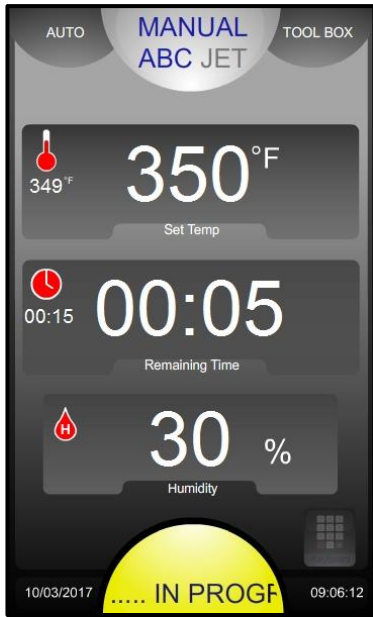 AUTO
MANUAL
TOOL BOX
ABC JET
349°F
350°F
Set Temp
00:15
00:05
Remaining Time
H
30 %
Humidity
10/03/2017
..... IN PROGF
09:06:12